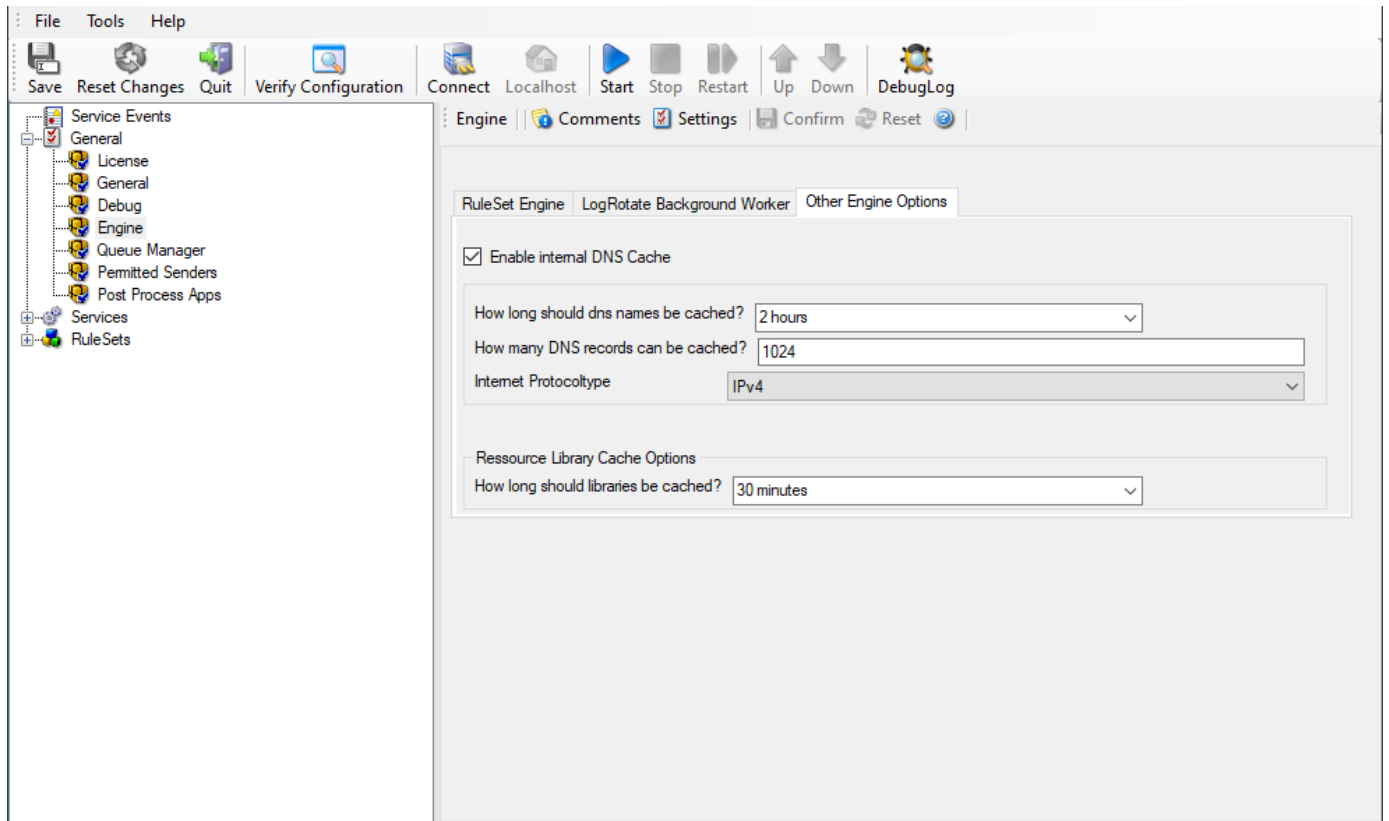 File Tools Help
Save Reset Changes Quit Verify Configuration Connect Localhost Start Stop Restart Up Down DebugLog
Service Events
General
License
General
Debug
Engine
Queue Manager
Permitted Senders
Post Process Apps
Services
RuleSets
Engine Comments Settings Confirm Reset
RuleSet Engine LogRotate Background Worker Other Engine Options
Enable internal DNS Cache
How long should dns names be cached? 2 hours
How many DNS records can be cached? 1024
Internet Protocoltype IPv4
Ressource Library Cache Options
How long should libraries be cached? 30 minutes